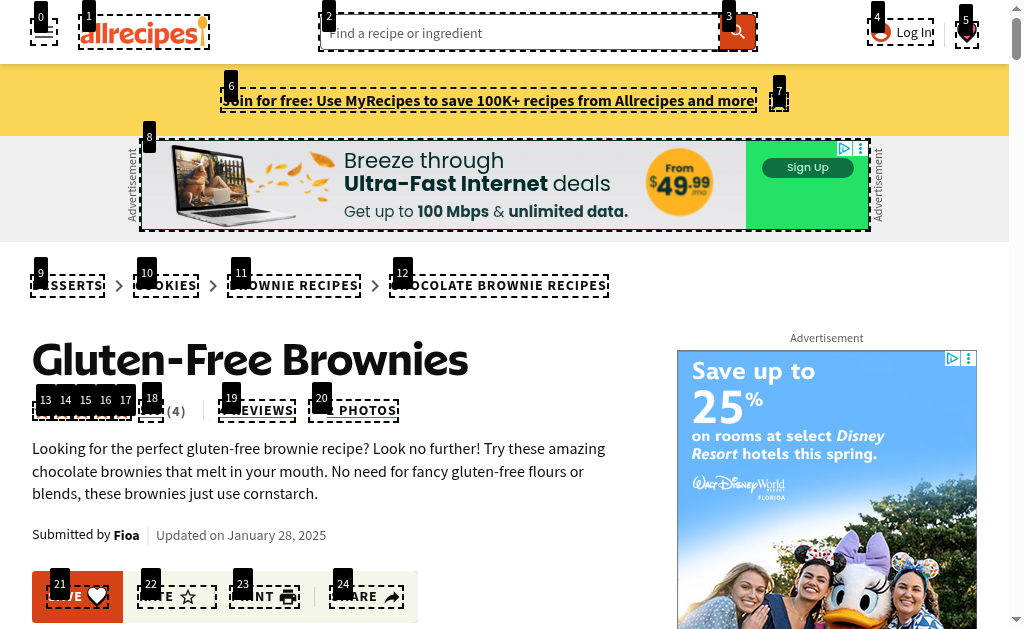 0
1
2
3
4
5
allrecipes
Find a recipe or ingredient
Log In
6
7
Join for free: Use MyRecipes to save 100K+ recipes from Allrecipes and more
8
Advertisement
Breeze through
Ultra-Fast Internet deals
Get up to 100 Mbps & unlimited data.
From
$49.99
/mo
Sign Up
Advertisement
9
10
11
12
DESSERTS
COOKIES
BROWNIE RECIPES
CHOCOLATE BROWNIE RECIPES
Gluten-Free Brownies
13
14
15
16
17
18
19
20
(4)
REVIEWS
2 PHOTOS
Looking for the perfect gluten-free brownie recipe? Look no further! Try these amazing
chocolate brownies that melt in your mouth. No need for fancy gluten-free flours or
blends, these brownies just use cornstarch.
Submitted by Fioa
Updated on January 28, 2025
21
22
23
24
SAVE
RATE
PRINT
SHARE
Advertisement
Save up to
25%
on rooms at select Disney
Resort hotels this spring.
Walt Disney World
RESORT
FLORIDA